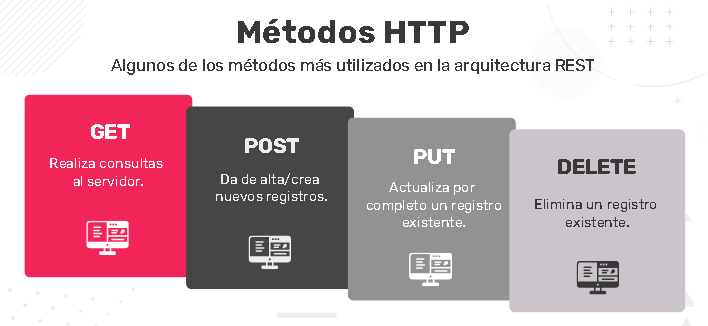 Métodos HTTP
Algunos de los métodos más utilizados en la arquitectura REST
GET
Realiza consultas
al servidor.
POST
Da de alta/crea
nuevos registros.
PUT
Actualiza por
completo un registro
existente.
DELETE
Elimina un registro
existente.